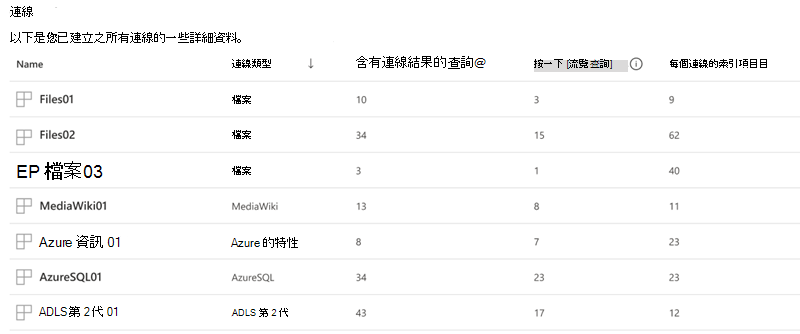 連線
以下是您已建立之所有連線的一些詳細資料。
Name 連線類型 ↓ 含有連線結果的查詢@ 按一下 [流覽 查詢] 每個連線的索引項目目
Files01 檔案 10 3 9
Files02 檔案 34 15 62
EP 檔案03 檔案 3 1 40
MediaWiki01 MediaWiki 13 8 11
Azure 資訊 01 Azure 的特性 8 7 23
AzureSQL01 AzureSQL 34 23 23
ADLS第 2代 01 ADLS 第 2代 43 17 12